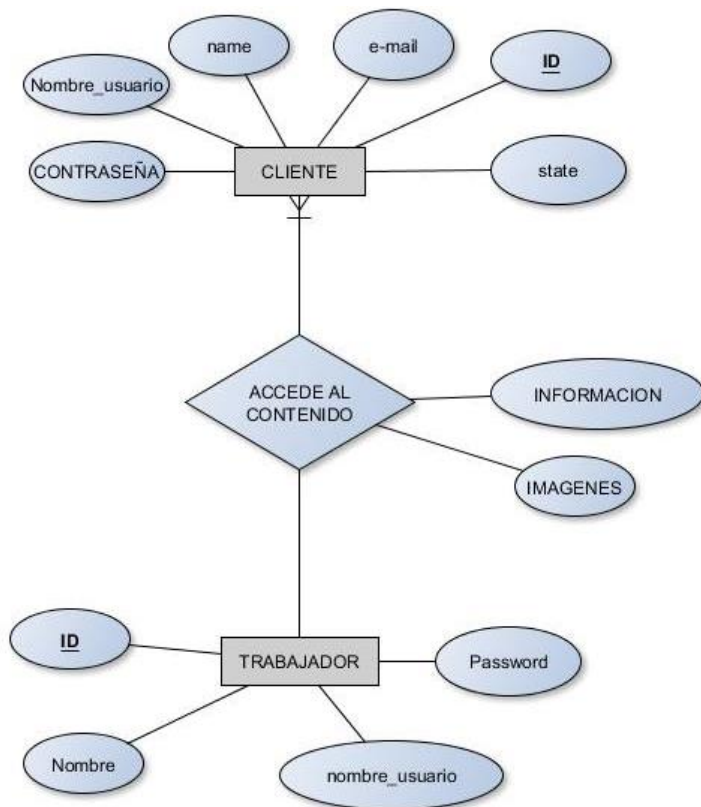 name
e-mail
ID
Nombre_usuario
CONTRASEÑA
CLIENTE
state
ACCEDE AL
CONTENIDO
INFORMACION
IMAGENES
ID
TRABAJADOR
Password
Nombre
nombre_usuario